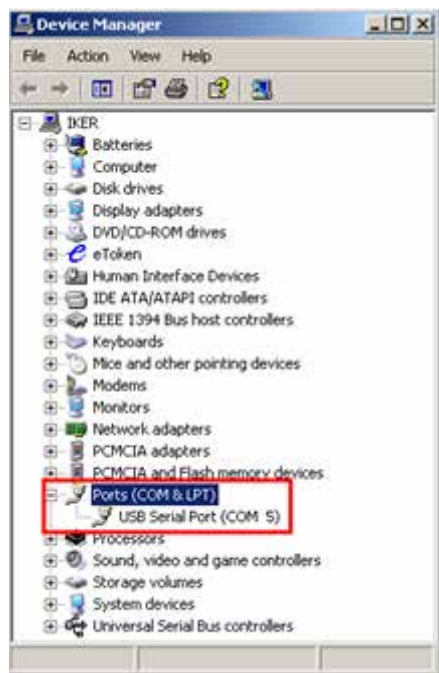 Device Manager
File Action View Help
IKER
Batteries
Computer
Disk drives
Display adapters
DVD/CD-ROM drives
eToken
Human Interface Devices
IDE ATA/ATAPI controllers
IEEE 1394 Bus host controllers
Keyboards
Mice and other pointing devices
Modems
Monitors
Network adapters
PCMCIA adapters
PCMCIA and Flash memory devices
Ports (COM & LPT)
USB Serial Port (COM 5)
Processors
Sound, video and game controllers
Storage volumes
System devices
Universal Serial Bus controllers